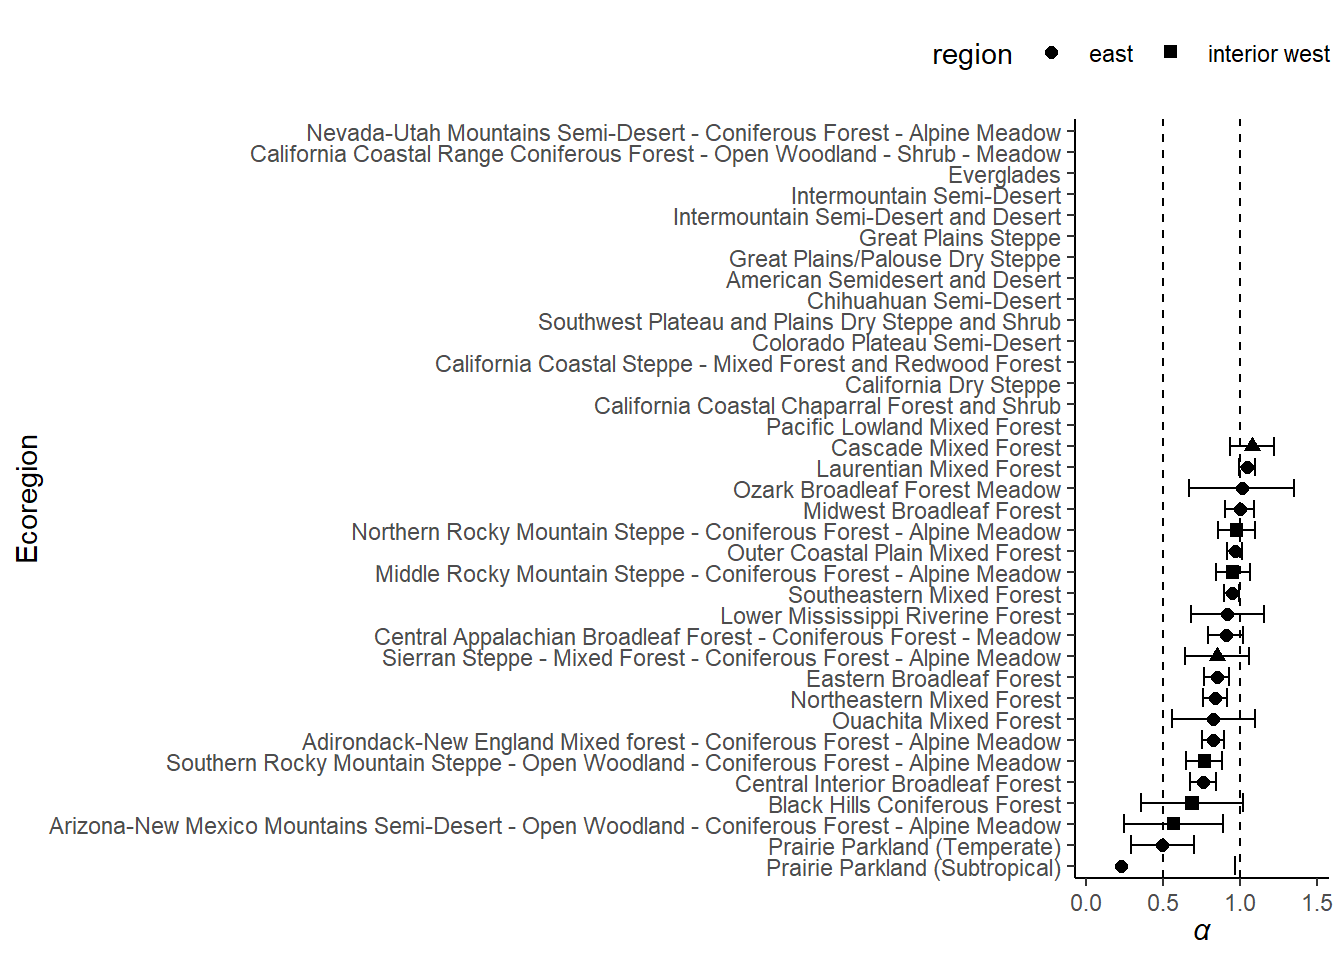 region east interior west
Nevada-Utah Mountains Semi-Desert - Coniferous Forest - Alpine Meadow
California Coastal Range Coniferous Forest - Open Woodland - Shrub - Meadow
Everglades
Intermountain Semi-Desert
Intermountain Semi-Desert and Desert
Great Plains Steppe
Great Plains/Palouse Dry Steppe
American Semidesert and Desert
Chihuahuan Semi-Desert
Southwest Plateau and Plains Dry Steppe and Shrub
Colorado Plateau Semi-Desert
California Coastal Steppe - Mixed Forest and Redwood Forest
California Dry Steppe
California Coastal Chaparral Forest and Shrub
Pacific Lowland Mixed Forest
Cascade Mixed Forest
Laurentian Mixed Forest
Ozark Broadleaf Forest Meadow
Midwest Broadleaf Forest
Northern Rocky Mountain Steppe - Coniferous Forest - Alpine Meadow
Outer Coastal Plain Mixed Forest
Middle Rocky Mountain Steppe - Coniferous Forest - Alpine Meadow
Southeastern Mixed Forest
Lower Mississippi Riverine Forest
Central Appalachian Broadleaf Forest - Coniferous Forest - Meadow
Sierran Steppe - Mixed Forest - Coniferous Forest - Alpine Meadow
Eastern Broadleaf Forest
Northeastern Mixed Forest
Ouachita Mixed Forest
Adirondack-New England Mixed forest - Coniferous Forest - Alpine Meadow
Southern Rocky Mountain Steppe - Open Woodland - Coniferous Forest - Alpine Meadow
Central Interior Broadleaf Forest
Black Hills Coniferous Forest
Arizona-New Mexico Mountains Semi-Desert - Open Woodland - Coniferous Forest - Alpine Meadow
Prairie Parkland (Temperate)
Prairie Parkland (Subtropical)
Ecoregion
0.0 0.5 1.0 1.5
α